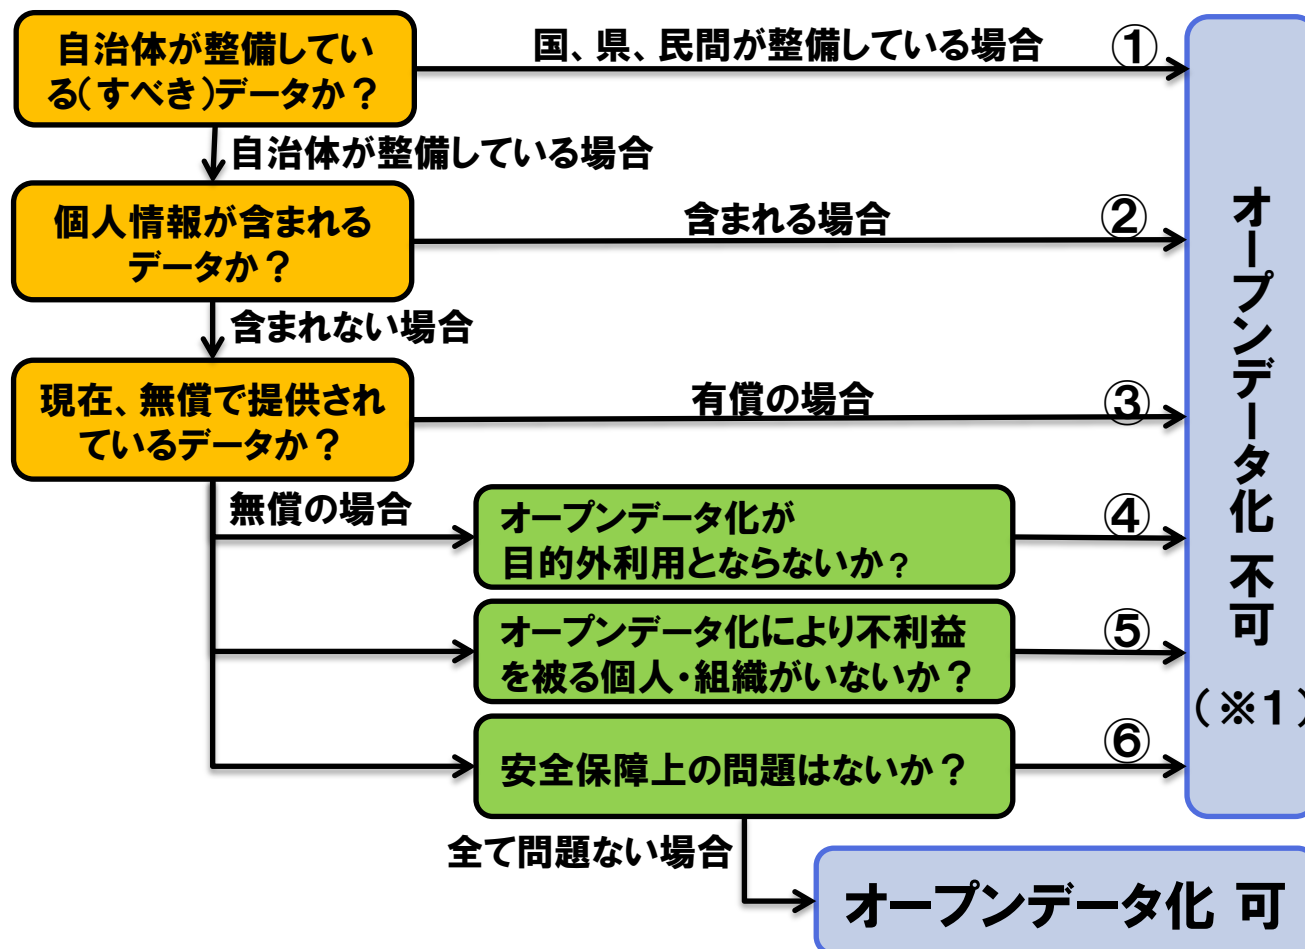 自治体が整備してい
る(すべき)データか？
国、県、民間が整備している場合
①
自治体が整備している場合
個人情報が含まれる
データか？
含まれる場合
②
含まれない場合
現在、無償で提供され
ているデータか？
有償の場合
③
無償の場合
オープンデータ化が
目的外利用とならないか？
④
オープンデータ化により不利益
を被る個人・組織がいないか？
⑤
安全保障上の問題はないか？
⑥
全て問題ない場合
オープンデータ化 不可
(※1)
オープンデータ化 可